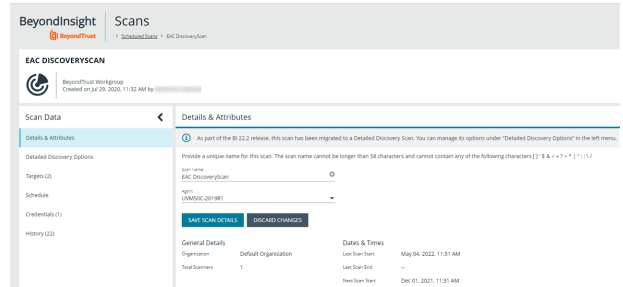 BeyondInsight
BeyondTrust
Scans
> Scheduled Scans > EAC DiscoveryScan
EAC DISCOVERYSCAN
BeyondTrust Workgroup
Created on Jul 29, 2020, 11:32 AM by
Scan Data
Details & Attributes
Detailed Discovery Options
Targets (2)
Schedule
Credentials (1)
History (22)
Details & Attributes
As part of the BI 22.2 release, this scan has been migrated to a Detailed Discovery Scan. You can manage its options under "Detailed Discovery Options" in the left menu.
Provide a unique name for this scan. The scan name cannot be longer than 58 characters and cannot contain any of the following characters [ ] ' $ & < + ? > * | " ! ; \ /
Scan Name
EAC DiscoveryScan
Agent
UVM50C-2019R1
SAVE SCAN DETAILS
DISCARD CHANGES
General Details
Organization Default Organization
Total Scanners 1
Dates & Times
Last Scan Start May 04, 2022, 11:31 AM
Last Scan End --
Next Scan Start Dec 01, 2021, 11:31 AM